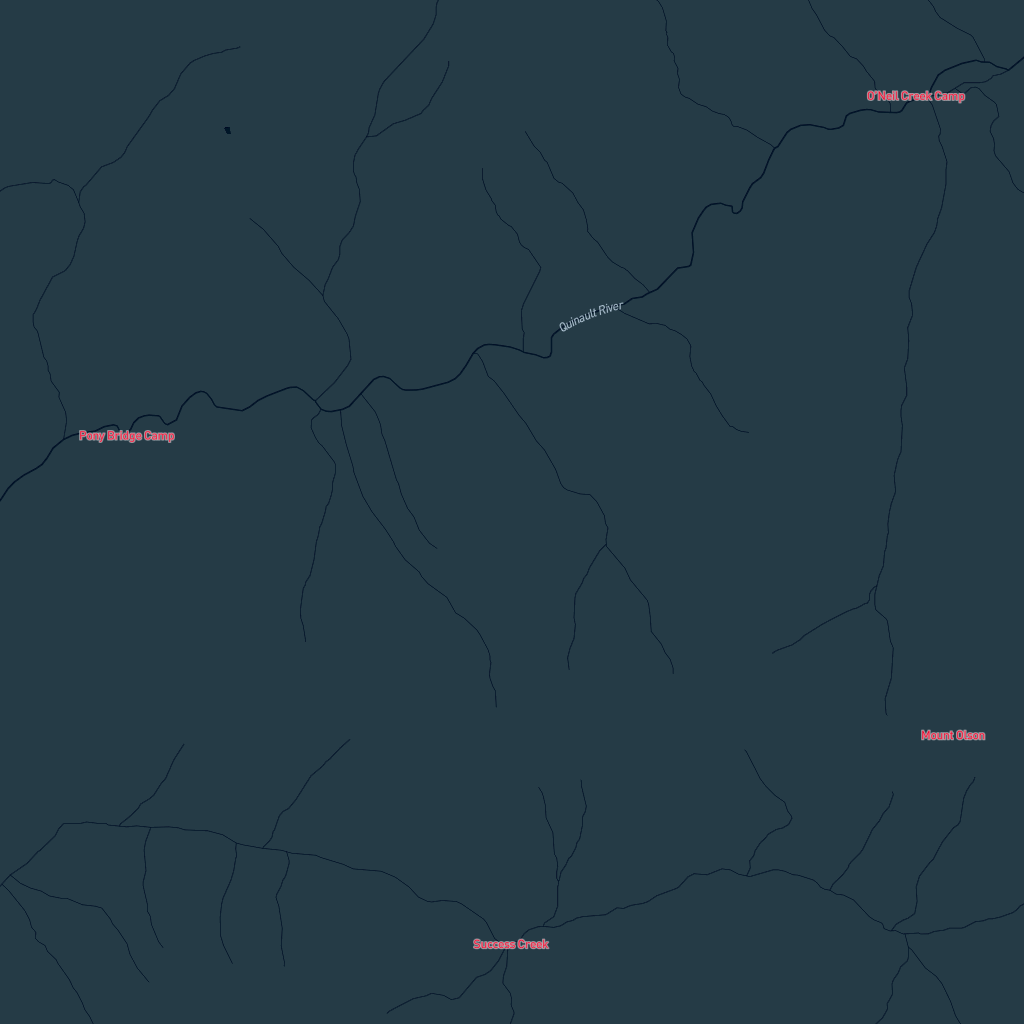 O'Neil Creek Camp
Quinault River
Pony Bridge Camp
Mount Olson
Success Creek